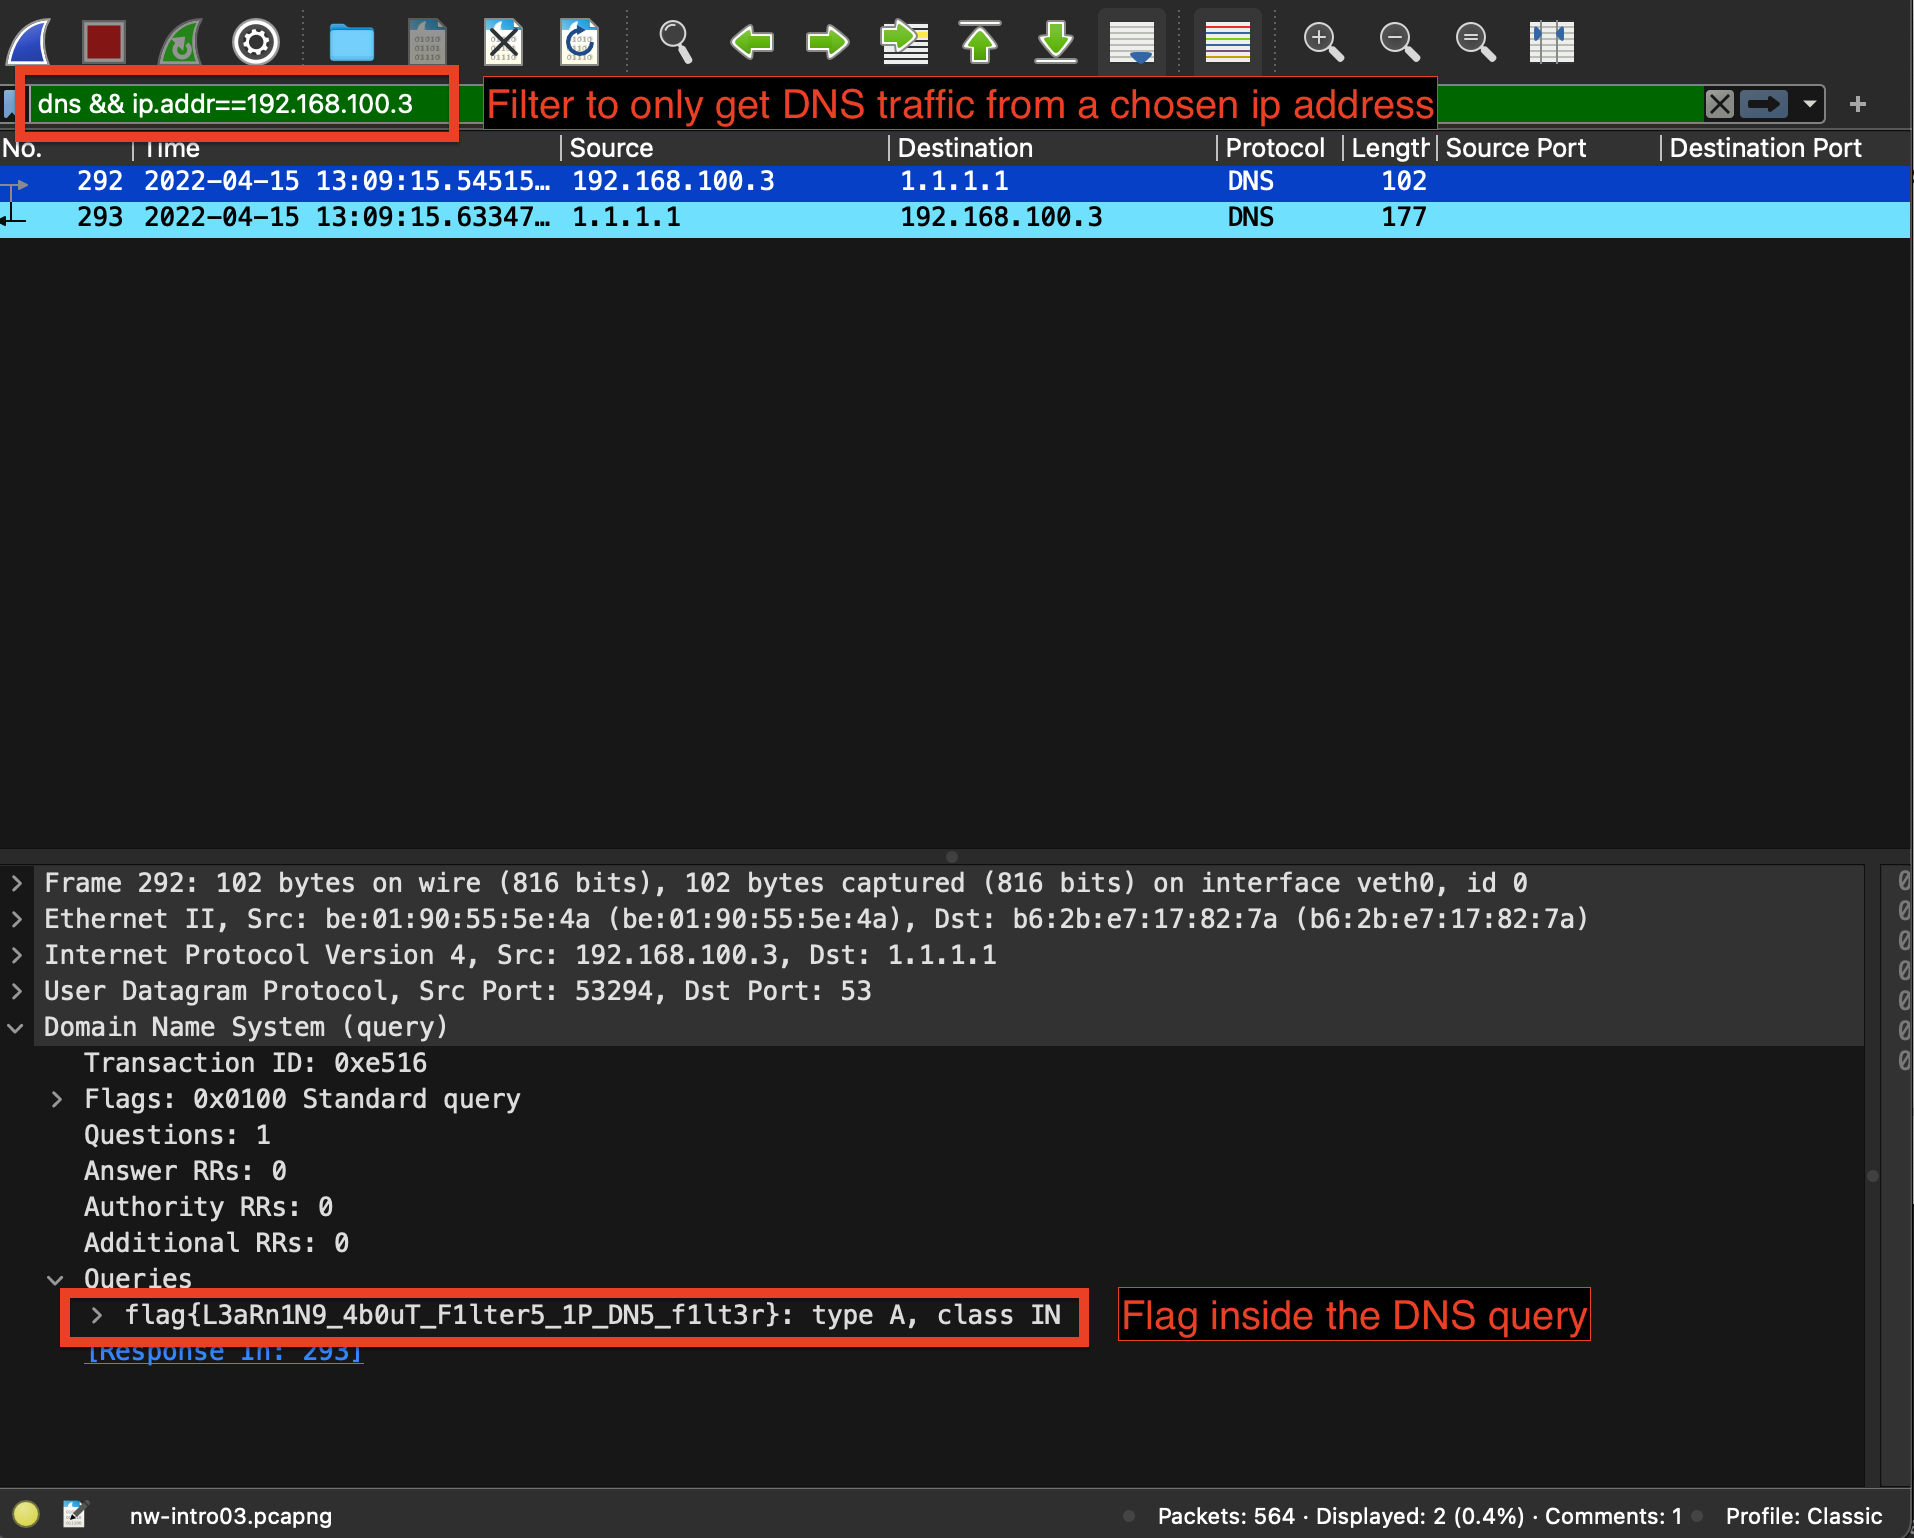 dns && ip.addr==192.168.100.3 Filter to only get DNS traffic from a chosen ip address
No. Time Source Destination Protocol Length Source Port Destination Port
292 2022-04-15 13:09:15.54515… 192.168.100.3 1.1.1.1 DNS 102
293 2022-04-15 13:09:15.63347… 1.1.1.1 192.168.100.3 DNS 177
Frame 292: 102 bytes on wire (816 bits), 102 bytes captured (816 bits) on interface veth0, id 0
Ethernet II, Src: be:01:90:55:5e:4a (be:01:90:55:5e:4a), Dst: b6:2b:e7:17:82:7a (b6:2b:e7:17:82:7a)
Internet Protocol Version 4, Src: 192.168.100.3, Dst: 1.1.1.1
User Datagram Protocol, Src Port: 53294, Dst Port: 53
Domain Name System (query)
Transaction ID: 0xe516
Flags: 0x0100 Standard query
Questions: 1
Answer RRs: 0
Authority RRs: 0
Additional RRs: 0
Queries
flag{L3aRn1N9_4b0uT_F1lter5_1P_DN5_f1lt3r}: type A, class IN Flag inside the DNS query
[Response In: 293]
nw-intro03.pcapng Packets: 564 · Displayed: 2 (0.4%) · Comments: 1 Profile: Classic